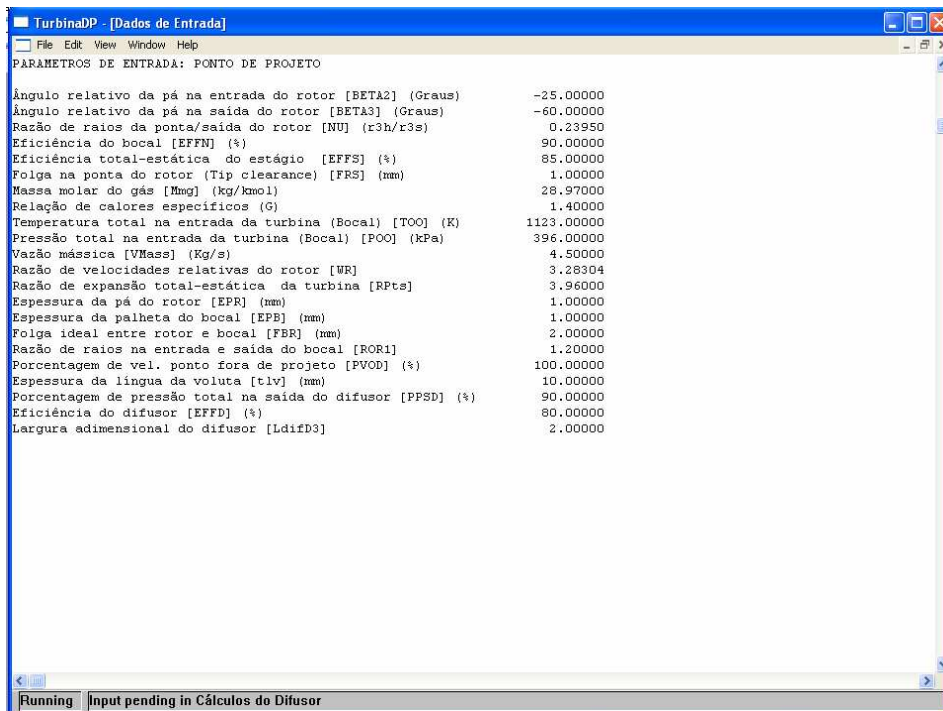 TurbinaDP - [Dados de Entrada]
File Edit View Window Help
PARAMETROS DE ENTRADA: PONTO DE PROJETO
Ângulo relativo da pá na entrada do rotor [BETA2] (Graus) -25.00000
Ângulo relativo da pá na saída do rotor [BETA3] (Graus) -60.00000
Razão de raios da ponta/saída do rotor [NU] (r3h/r3s) 0.23950
Eficiência do bocal [EFFN] (%) 90.00000
Eficiência total-estática do estágio [EFFS] (%) 85.00000
Folga na ponta do rotor (Tip clearance) [FRS] (mm) 1.00000
Massa molar do gás [Mmg] (kg/kmol) 28.97000
Relação de calores específicos (G) 1.40000
Temperatura total na entrada da turbina (Bocal) [TOO] (K) 1123.00000
Pressão total na entrada da turbina (Bocal) [POO] (kPa) 396.00000
Vazão mássica [VMass] (Kg/s) 4.50000
Razão de velocidades relativas do rotor [WR] 3.28304
Razão de expansão total-estática da turbina [RPts] 3.96000
Espessura da pá do rotor [EPR] (mm) 1.00000
Espessura da palheta do bocal [EPB] (mm) 1.00000
Folga ideal entre rotor e bocal [FBR] (mm) 2.00000
Razão de raios na entrada e saída do bocal [ROR1] 1.20000
Porcentagem de vel. ponto fora de projeto [PVOD] (%) 100.00000
Espessura da língua da voluta [tlv] (mm) 10.00000
Porcentagem de pressão total na saída do difusor [PPSD] (%) 90.00000
Eficiência do difusor [EFFD] (%) 80.00000
Largura adimensional do difusor [LdifD3] 2.00000
Running Input pending in Cálculos do Difusor